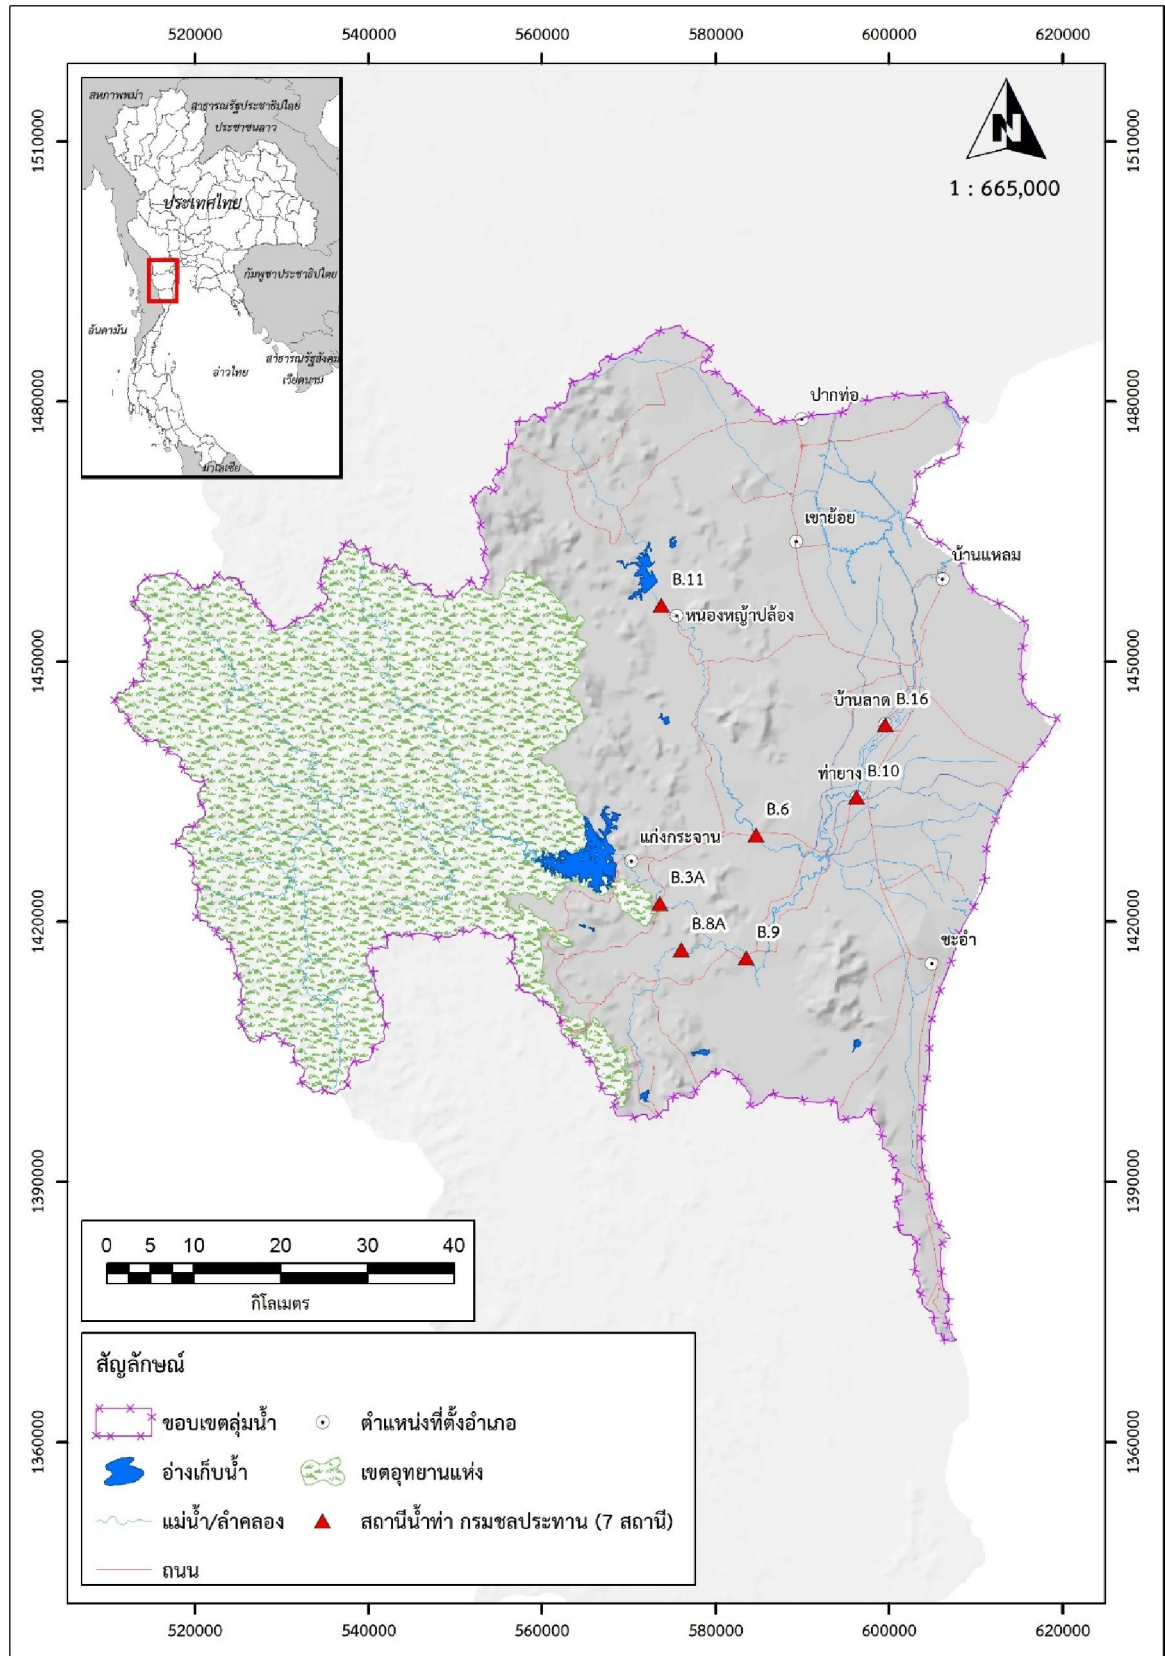 520000 540000 560000 580000 600000 620000
1510000
1480000
1450000
1420000
1390000
1360000
1510000
1480000
1450000
1420000
1390000
1360000
สหภาพพม่า
สาธารณรัฐประชาธิปไตย
ประชาชนลาว
ประเทศไทย
กัมพูชาประชาธิปไตย
อันดามัน
อ่าวไทย
สาธารณรัฐสังคม
เวียดนาม
มาเลเซีย
N
1 : 665,000
ปากท่อ
เขาย้อย
บ้านแหลม
B.11
หนองหญ้าปล้อง
บ้านลาด B.16
ท่ายาง B.10
B.6
แก่งกระจาน
B.3A
B.8A
B.9
ชะอำ
0 5 10 20 30 40
กิโลเมตร
สัญลักษณ์
ขอบเขตลุ่มน้ำ
ตำแหน่งที่ตั้งอำเภอ
อ่างเก็บน้ำ
เขตอุทยานแห่ง
แม่น้ำ/ลำคลอง
สถานีน้ำท่า กรมชลประทาน (7 สถานี)
ถนน
520000 540000 560000 580000 600000 620000